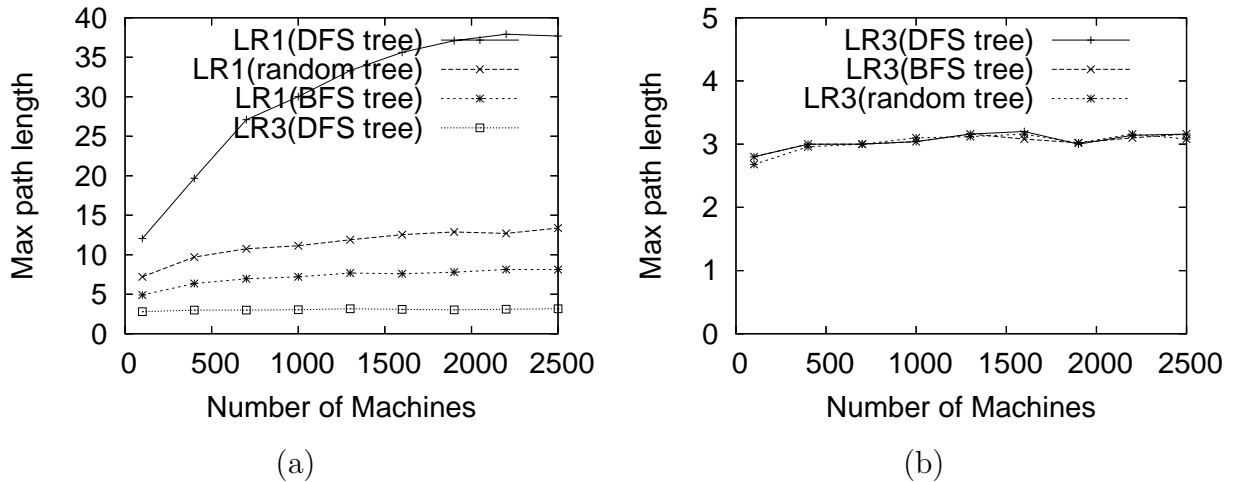 40
35
30
25
20
15
10
5
0
Max path length
LR1(DFS tree)
LR1(random tree)
LR1(BFS tree)
LR3(DFS tree)
0 500 1000 1500 2000 2500
Number of Machines
(a)
5
4
3
2
1
0
Max path length
LR3(DFS tree)
LR3(BFS tree)
LR3(random tree)
0 500 1000 1500 2000 2500
Number of Machines
(b)